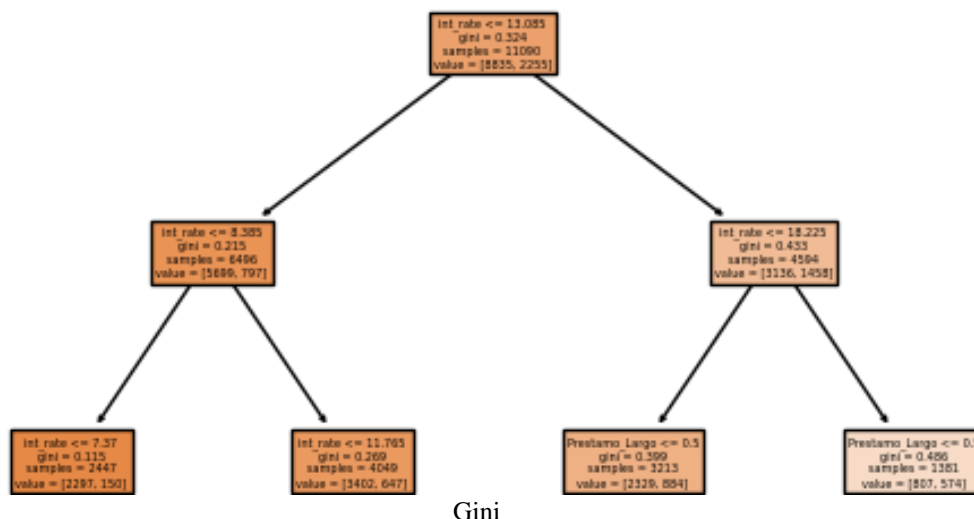 int_rate <= 13.085
gini = 0.324
samples = 11090
value = [8835, 2255]
int_rate <= 8.385
gini = 0.215
samples = 6496
value = [5699, 797]
int_rate <= 18.225
gini = 0.433
samples = 4594
value = [3136, 1458]
int_rate <= 7.37
gini = 0.115
samples = 2447
value = [2297, 150]
int_rate <= 11.765
gini = 0.269
samples = 4049
value = [3402, 647]
Prestamo_Largo <= 0.5
gini = 0.399
samples = 3213
value = [2329, 884]
Prestamo_Largo <= 0.
gini = 0.486
samples = 1381
value = [807, 574]
Gini